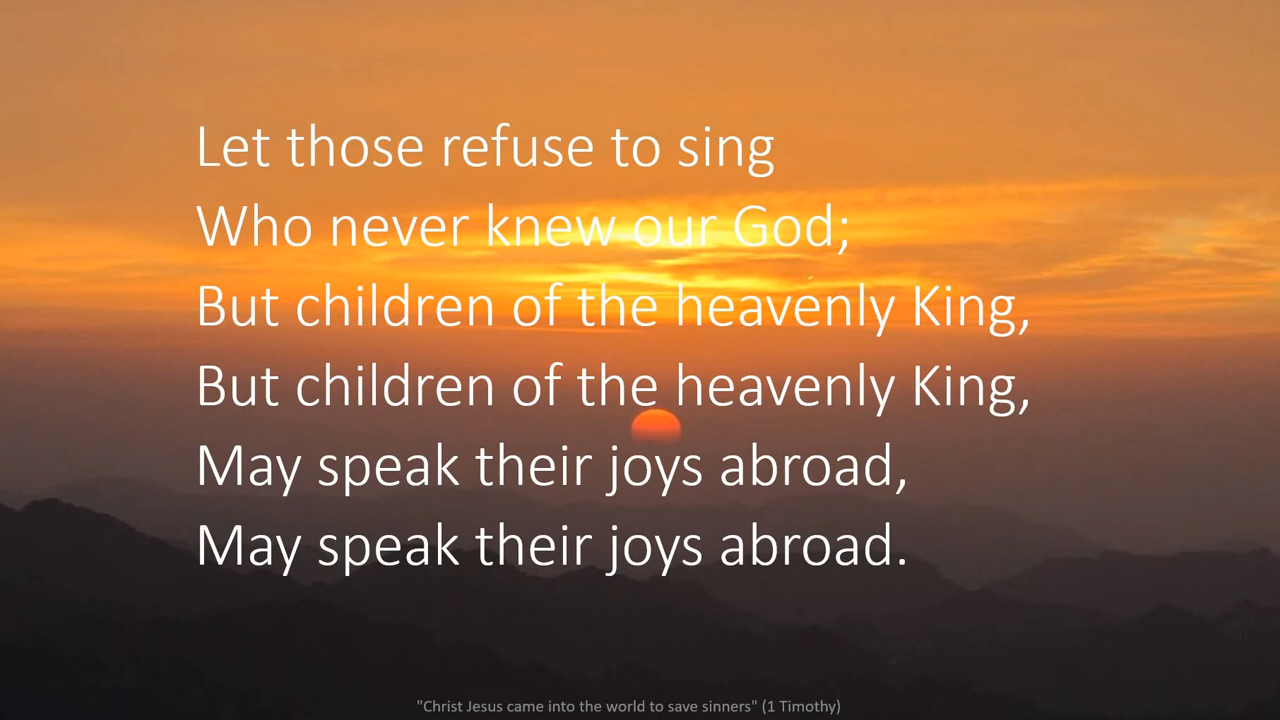 Let those refuse to sing
Who never knew our God;
But children of the heavenly King,
But children of the heavenly King,
May speak their joys abroad,
May speak their joys abroad.
"Christ Jesus came into the world to save sinners" (1 Timothy)